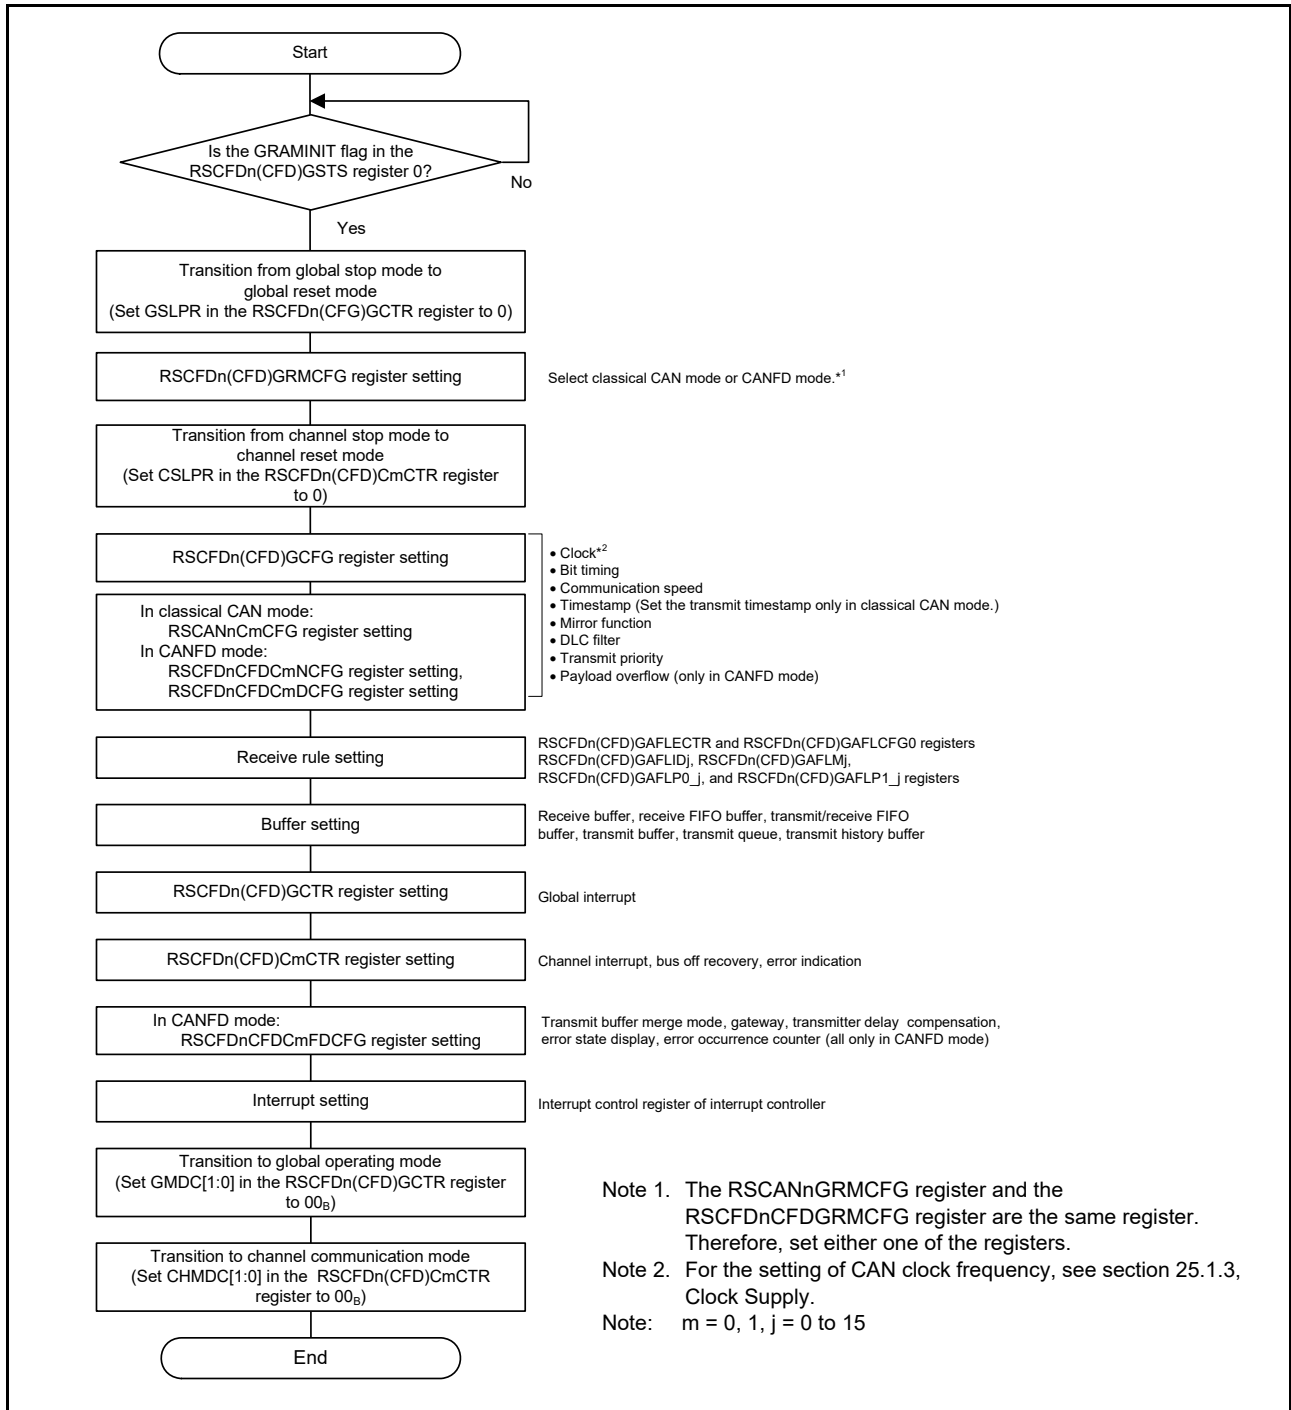 Start
Is the GRAMINIT flag in the
RSCFDn(CFD)GSTS register 0?
No
Yes
Transition from global stop mode to
global reset mode
(Set GSLPR in the RSCFDn(CFG)GCTR register to 0)
RSCFDn(CFD)GRMCFG register setting
Select classical CAN mode or CANFD mode.*1
Transition from channel stop mode to
channel reset mode
(Set CSLPR in the RSCFDn(CFD)CmCTR register
to 0)
RSCFDn(CFD)GCFG register setting
In classical CAN mode:
RSCANnCmCFG register setting
In CANFD mode:
RSCFDnCFDCmNCFG register setting,
RSCFDnCFDCmDCFG register setting
• Clock*2
• Bit timing
• Communication speed
• Timestamp (Set the transmit timestamp only in classical CAN mode.)
• Mirror function
• DLC filter
• Transmit priority
• Payload overflow (only in CANFD mode)
Receive rule setting
RSCFDn(CFD)GAFLECTR and RSCFDn(CFD)GAFLCFG0 registers
RSCFDn(CFD)GAFLIDj, RSCFDn(CFD)GAFLMj,
RSCFDn(CFD)GAFLP0_j, and RSCFDn(CFD)GAFLP1_j registers
Buffer setting
Receive buffer, receive FIFO buffer, transmit/receive FIFO
buffer, transmit buffer, transmit queue, transmit history buffer
RSCFDn(CFD)GCTR register setting
Global interrupt
RSCFDn(CFD)CmCTR register setting
Channel interrupt, bus off recovery, error indication
In CANFD mode:
RSCFDnCFDCmFDCFG register setting
Transmit buffer merge mode, gateway, transmitter delay compensation,
error state display, error occurrence counter (all only in CANFD mode)
Interrupt setting
Interrupt control register of interrupt controller
Transition to global operating mode
(Set GMDC[1:0] in the RSCFDn(CFD)GCTR register
to 00B)
Transition to channel communication mode
(Set CHMDC[1:0] in the RSCFDn(CFD)CmCTR
register to 00B)
End
Note 1. The RSCANnGRMCFG register and the
RSCFDnCFDGRMCFG register are the same register.
Therefore, set either one of the registers.
Note 2. For the setting of CAN clock frequency, see section 25.1.3,
Clock Supply.
Note: m = 0, 1, j = 0 to 15